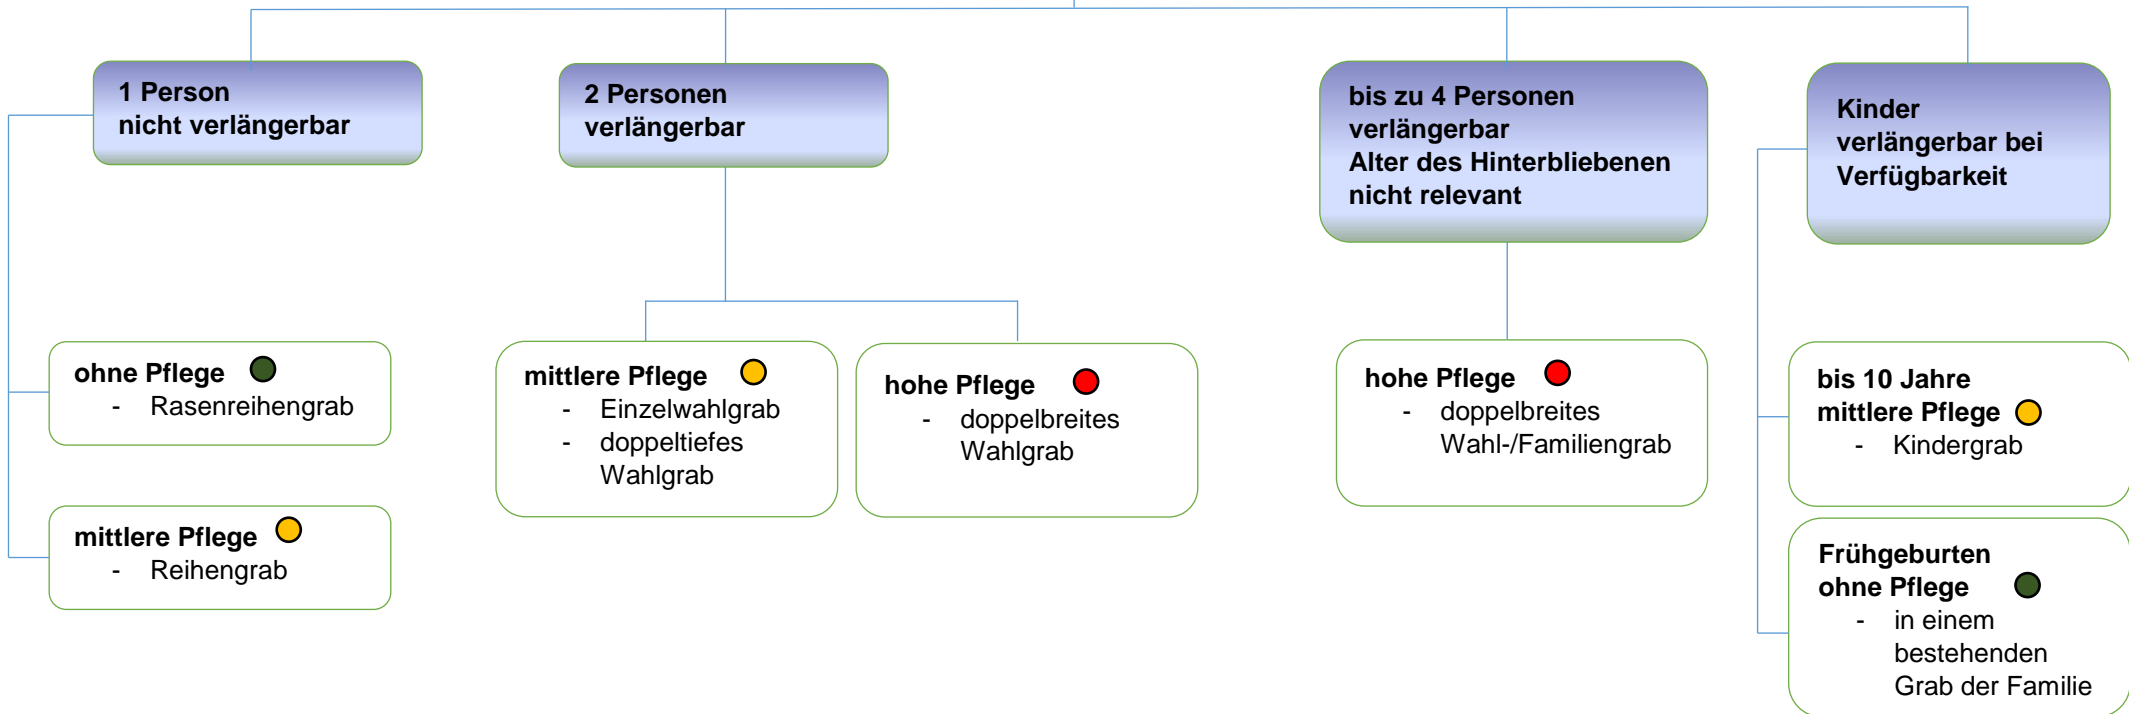 1 Person
nicht verlängerbar
2 Personen
verlängerbar
bis zu 4 Personen
verlängerbar
Alter des Hinterbliebenen
nicht relevant
Kinder
verlängerbar bei
Verfügbarkeit
ohne Pflege
- Rasenreihengrab
mittlere Pflege
- Reihengrab
mittlere Pflege
- Einzelwahlgrab
- doppeltiefes
Wahlgrab
hohe Pflege
- doppelbreites
Wahlgrab
hohe Pflege
- doppelbreites
Wahl-/Familiengrab
bis 10 Jahre
mittlere Pflege
- Kindergrab
Frühgeburten
ohne Pflege
- in einem
bestehenden
Grab der Familie